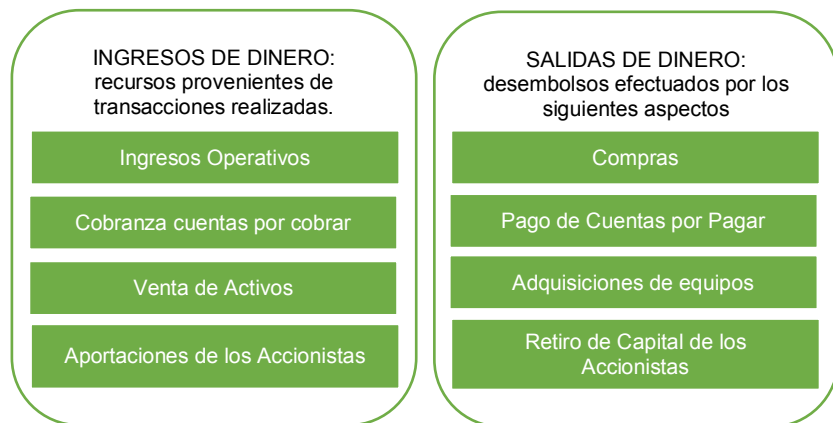 INGRESOS DE DINERO:
recursos provenientes de
transacciones realizadas.
Ingresos Operativos
Cobranza cuentas por cobrar
Venta de Activos
Aportaciones de los Accionistas
SALIDAS DE DINERO:
desembolsos efectuados por los
siguientes aspectos
Compras
Pago de Cuentas por Pagar
Adquisiciones de equipos
Retiro de Capital de los
Accionistas